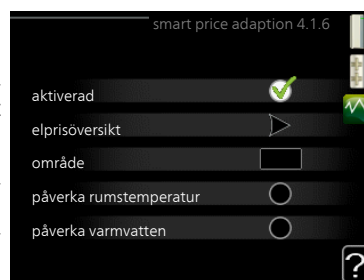 smart price adaption 4.1.6
aktiverad
elprisöversikt
område
påverka rumstemperatur
påverka varmvatten
?